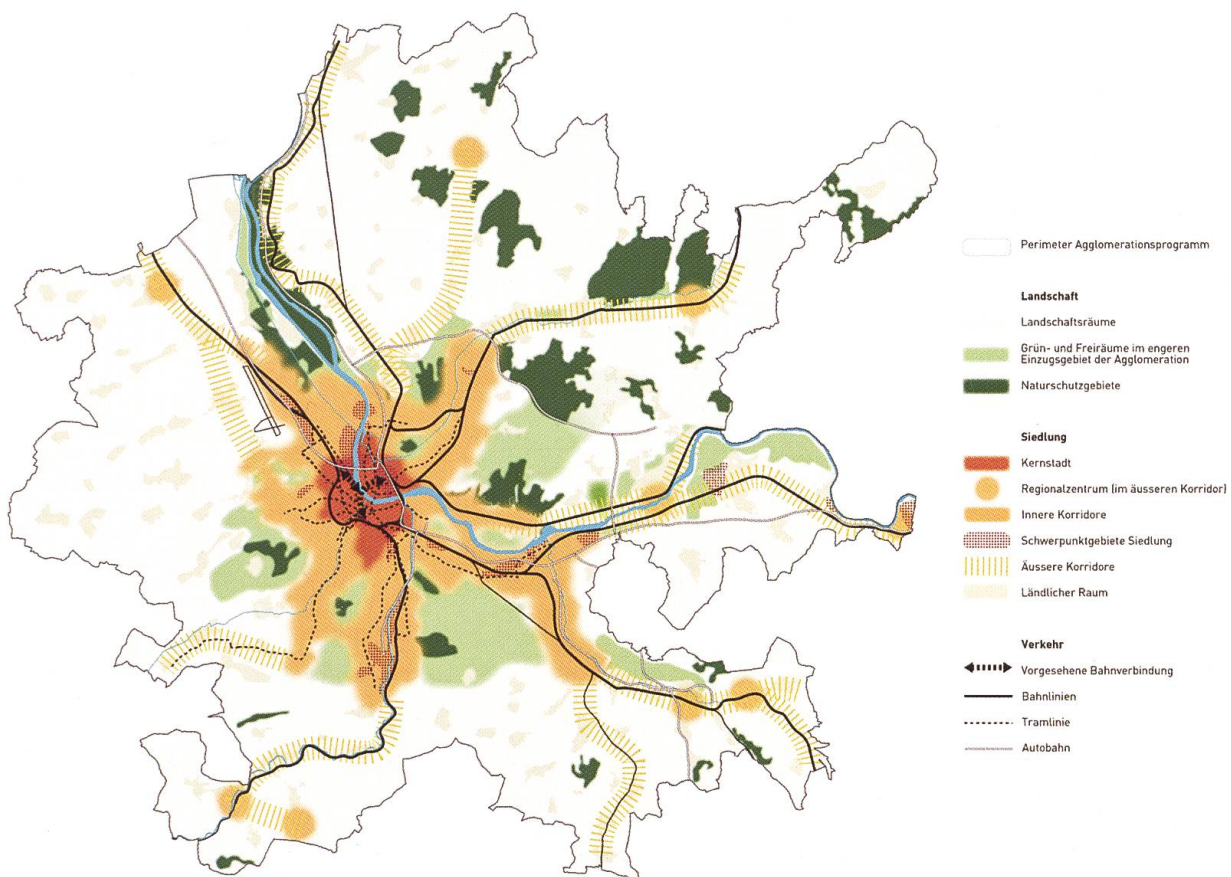 Perimeter Agglomerationsprogramm
Landschaft
Landschaftsräume
Grün- und Freiräume im engeren
Einzugsgebiet der Agglomeration
Naturschutzgebiete
Siedlung
Kernstadt
Regionalzentrum (im äusseren Korridor)
Innere Korridore
Schwerpunktgebiete Siedlung
Äussere Korridore
Ländlicher Raum
Verkehr
Vorgesehene Bahnverbindung
Bahnlinien
Tramlinie
Autobahn